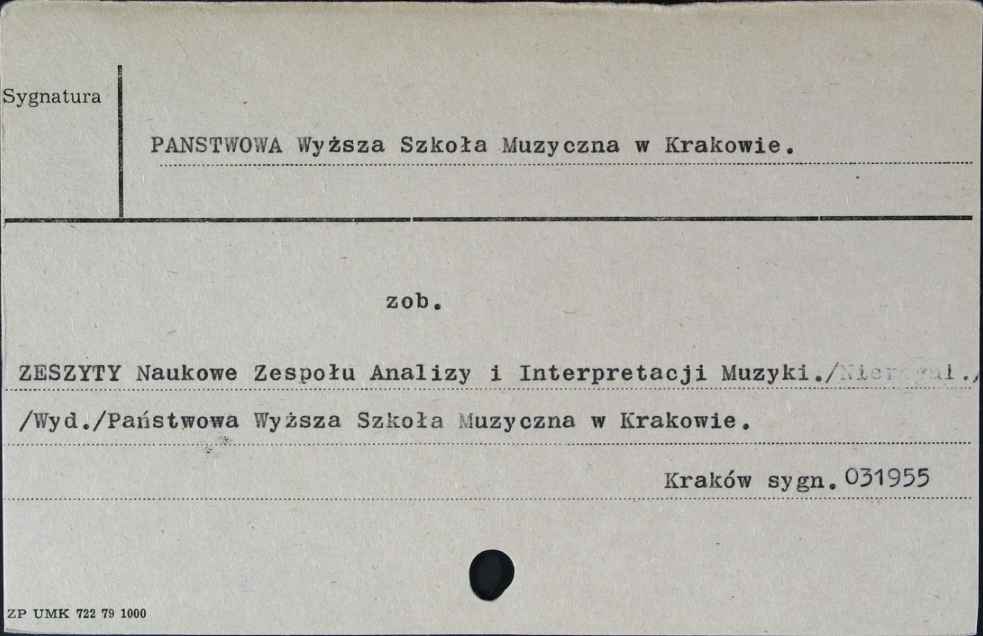 Sygnatura
PANSTWOWA Wyższa Szkoła Muzyczna w Krakowie.
zob.
ZESZYTY Naukowe Zespołu Analizy i Interpretacji Muzyki./
/Wyd./Państwowa Wyższa Szkoła Muzyczna w Krakowie.
Kraków sygn. 031955
ZP UMK 722 79 1000